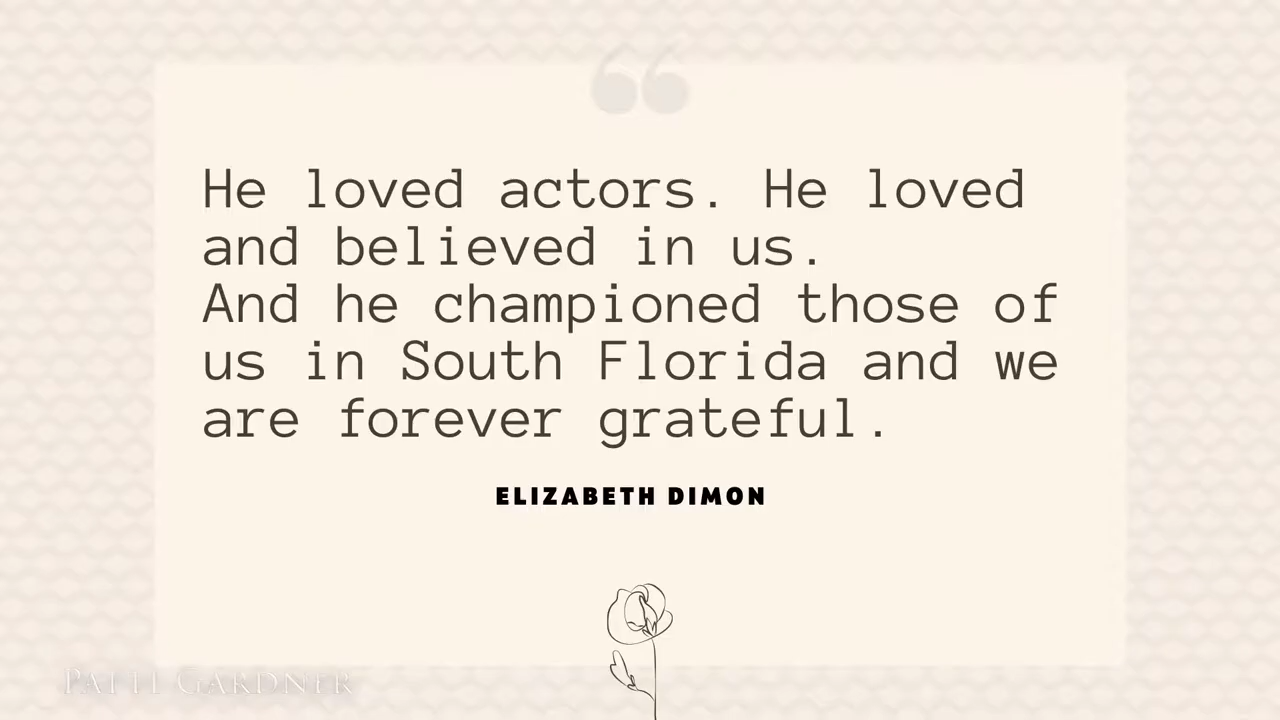 He loved actors. He loved
and believed in us.
And he championed those of
us in South Florida and we
are forever grateful.
ELIZABETH DIMON
PATTI GARDNER